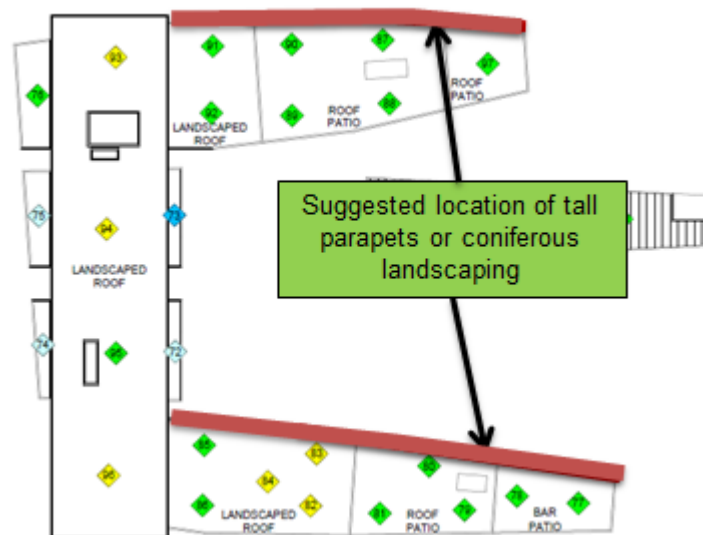 91
90
87
93
97
76
ROOF
PATIO
92
89
88
ROOF
PATIO
LANDSCAPED
ROOF
Suggested location of tall
parapets or coniferous
landscaping
75
73
94
LANDSCAPED
ROOF
74
95
72
85
83
80
96
84
78
77
86
82
81
79
LANDSCAPED
ROOF
ROOF
PATIO
BAR
PATIO